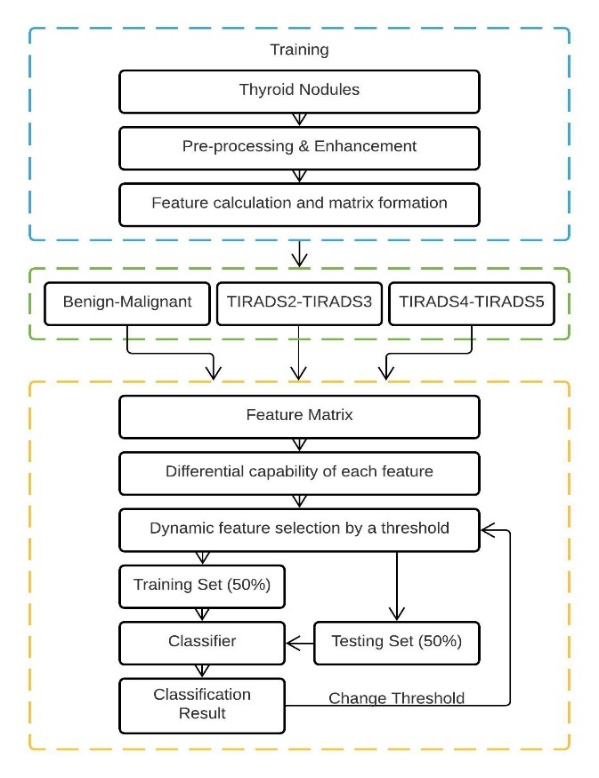 Training
Thyroid Nodules
Pre-processing & Enhancement
Feature calculation and matrix formation
Benign-Malignant
TIRADS2-TIRADS3
TIRADS4-TIRADS5
Feature Matrix
Differential capability of each feature
Dynamic feature selection by a threshold
Training Set (50%)
Classifier
Testing Set (50%)
Classification
Result
Change Threshold